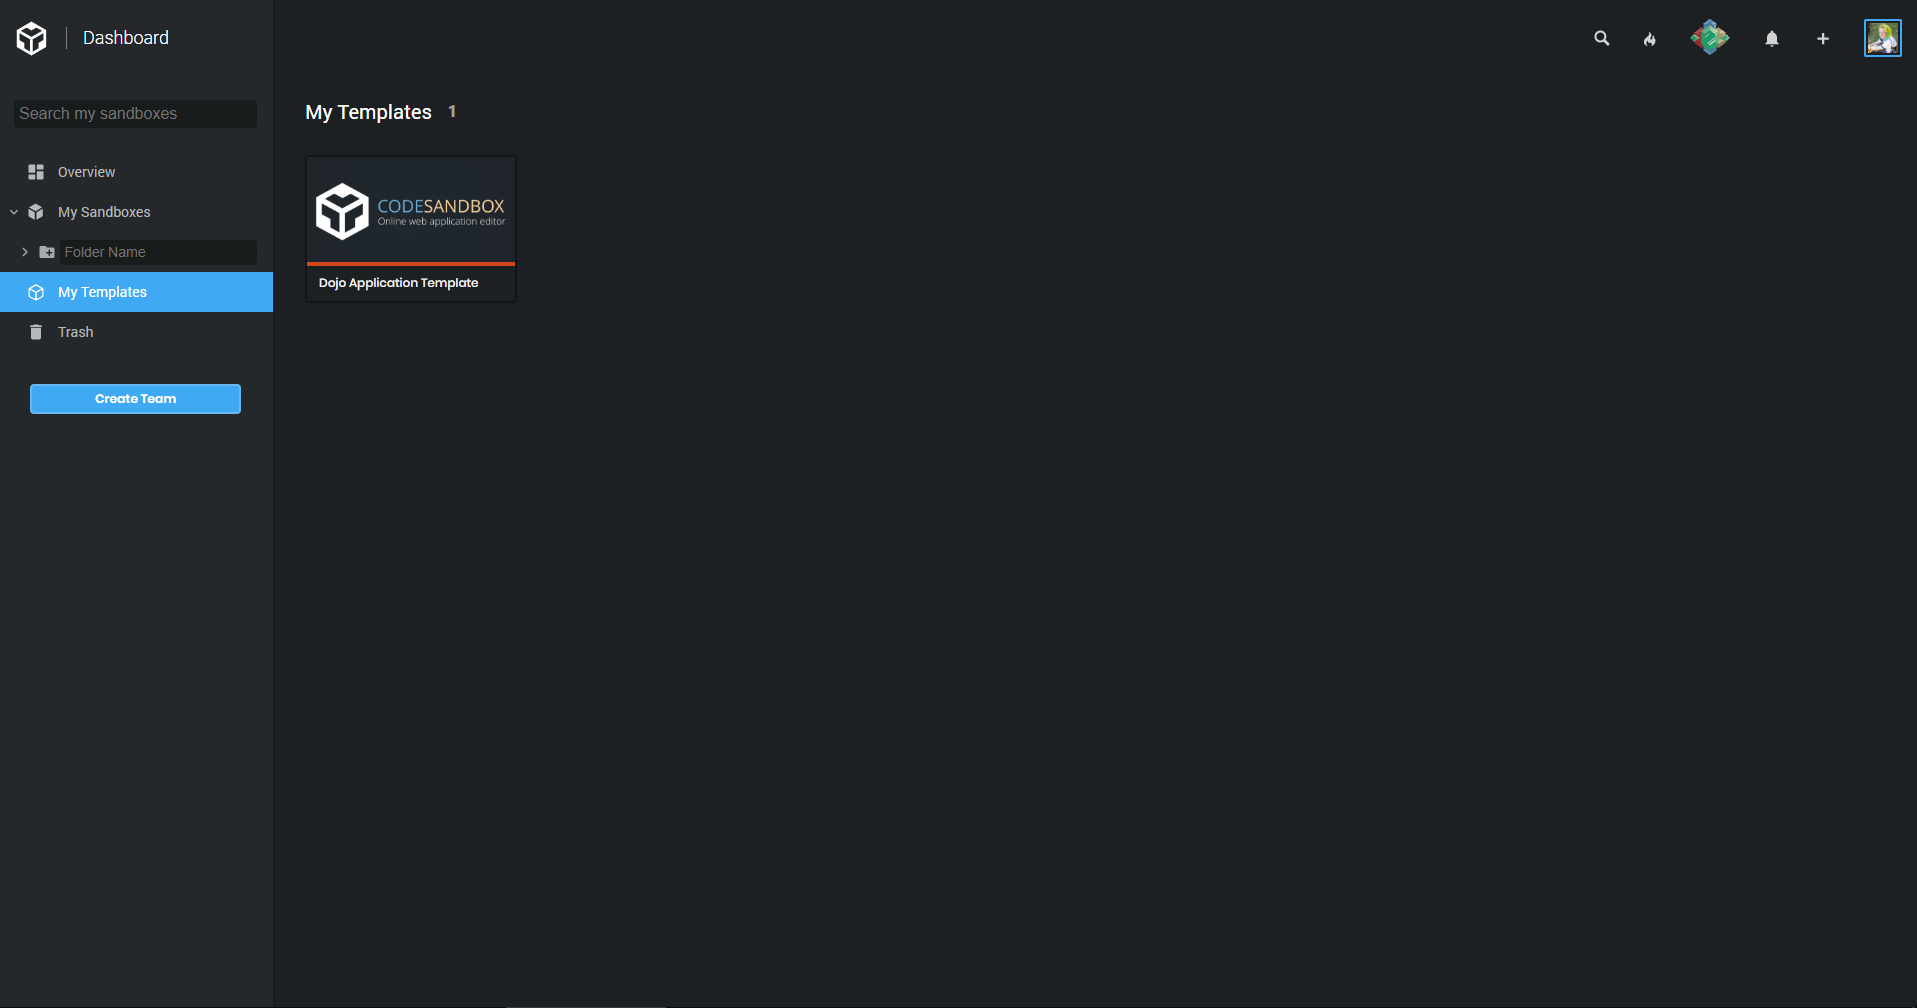 Dashboard
Search my sandboxes
Overview
My Sandboxes
Folder Name
My Templates
Trash
Create Team
My Templates 1
CODESANDBOX
Online web application editor
Dojo Application Template